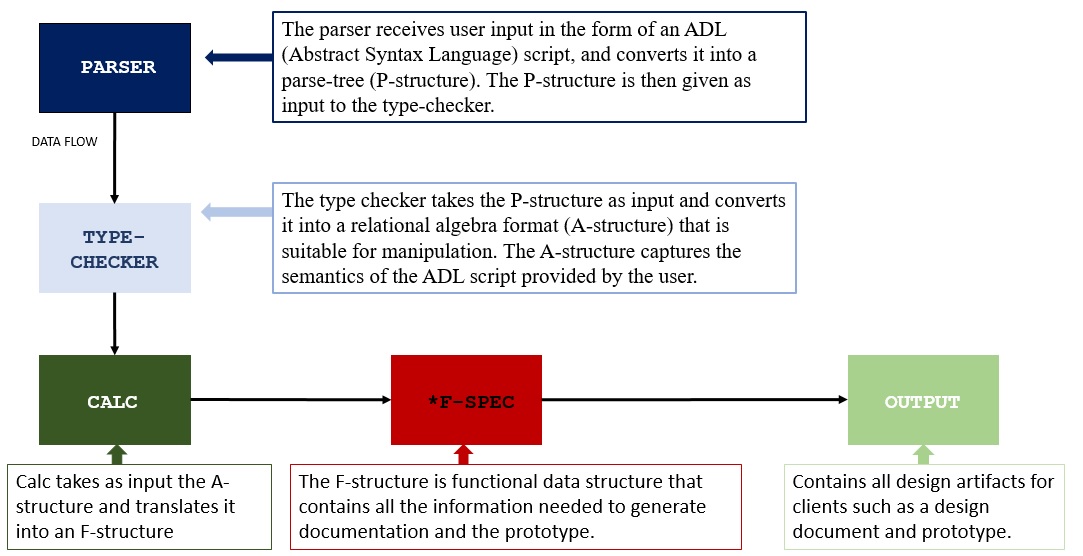 PARSER
The parser receives user input in the form of an ADL
(Abstract Syntax Language) script, and converts it into a
parse-tree (P-structure). The P-structure is then given as
input to the type-checker.
DATA FLOW
TYPE-
CHECKER
The type checker takes the P-structure as input and converts
it into a relational algebra format (A-structure) that is
suitable for manipulation. The A-structure captures the
semantics of the ADL script provided by the user.
CALC
*F-SPEC
OUTPUT
Calc takes as input the A-
structure and translates it
into an F-structure
The F-structure is functional data structure that
contains all the information needed to generate
documentation and the prototype.
Contains all design artifacts for
clients such as a design
document and prototype.